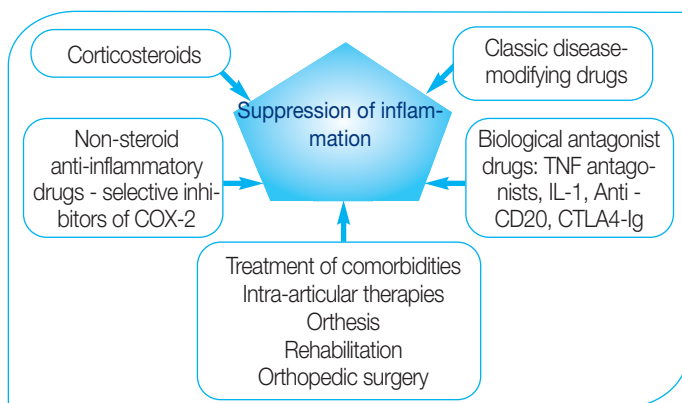 Corticosteroids
Classic disease-
modifying drugs
Suppression of inflam-
mation
Non-steroid
anti-inflammatory
drugs - selective inhi-
bitors of COX-2
Biological antagonist
drugs: TNF antago-
nists, IL-1, Anti -
CD20, CTLA4-Ig
Treatment of comorbidities
Intra-articular therapies
Orthesis
Rehabilitation
Orthopedic surgery